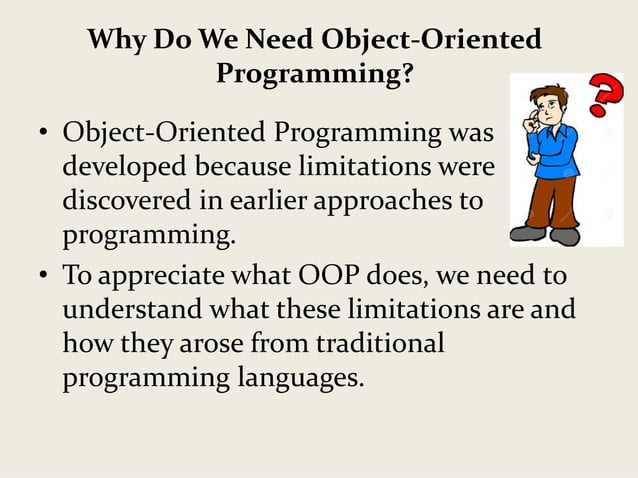 Why Do We Need Object-Oriented
Programming?
• Object-Oriented Programming was
developed because limitations were
discovered in earlier approaches to
programming.
• To appreciate what OOP does, we need to
understand what these limitations are and
how they arose from traditional
programming languages.
?